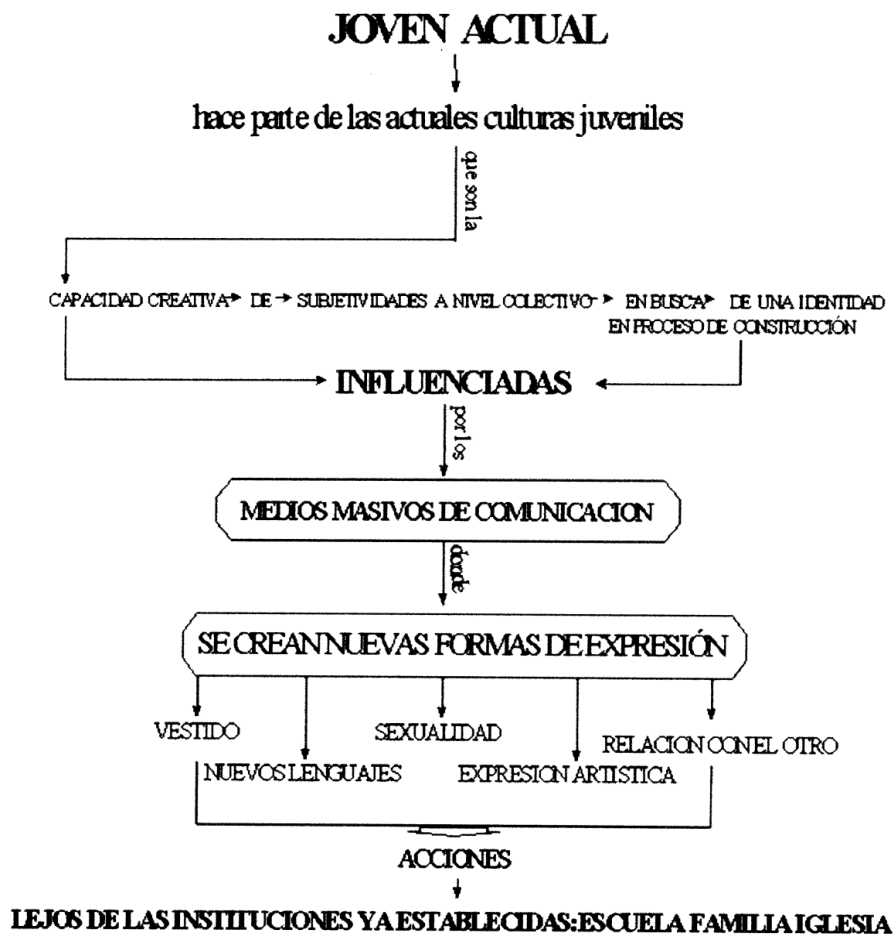 JOVEN ACTUAL
hace parte de las actuales culturas juveniles
que son la
CAPACIDAD CREATIVA DE SUBJETIVIDADES A NIVEL COLECTIVO EN BUSCA DE UNA IDENTIDAD
EN PROCESO DE CONSTRUCCIÓN
INFLUENCIADAS
por los
MEDIOS MASIVOS DE COMUNICACION
donde
SE CREAN NUEVAS FORMAS DE EXPRESIÓN
VESTIDO SEXUALIDAD RELACION CON EL OTRO
NUEVOS LENGUAJES EXPRESION ARTISTICA
ACCIONES
LEJOS DE LAS INSTITUCIONES YA ESTABLECIDAS: ESCUELA FAMILIA IGLESIA